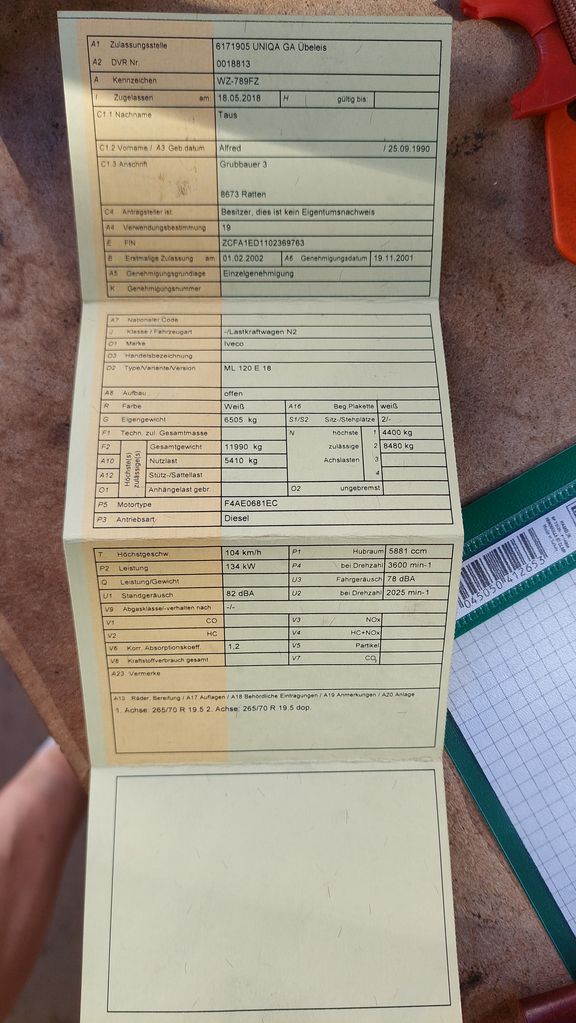 A1 Zulassungsstelle 6171905 UNIQA GA Übeleis
A2 DVR Nr. 0018813
A Kennzeichen WZ-789FZ
I Zugelassen am: 18.05.2018 H gültig bis:
C1.1 Nachname Taus
C1.2 Vorname / A3 Geb.datum Alfred / 25.09.1990
C1.3 Anschrift Grubbauer 3
8673 Ratten
C4 Antragsteller ist: Besitzer, dies ist kein Eigentumsnachweis
A4 Verwendungsbestimmung 19
E FIN ZCFA1ED1102369763
B Erstmalige Zulassung am 01.02.2002 A6 Genehmigungsdatum 19.11.2001
A5 Genehmigungsgrundlage Einzelgenehmigung
K Genehmigungsnummer
A7 Nationaler Code
J Klasse / Fahrzeugart -/Lastkraftwagen N2
D1 Marke Iveco
D3 Handelsbezeichnung
D2 Type/Variante/Version ML 120 E 18
A8 Aufbau offen
R Farbe Weiß A16 Beg.Plakette weiß
G Eigengewicht 6505 kg S1/S2 Sitz-/Stehplätze 2/-
F1 Techn. zul. Gesamtmasse N höchste 1 4400 kg
F2 Höchste(s) zulässige(s) Gesamtgewicht 11990 kg zulässige 2 8480 kg
A10 Nutzlast 5410 kg Achslasten 3
A12 Stütz-/Sattellast 4
O1 Anhängelast gebr. O2 ungebremst
P5 Motortype F4AE0681EC
P3 Antriebsart Diesel
T Höchstgeschw. 104 km/h P1 Hubraum 5881 ccm
P2 Leistung 134 kW P4 bei Drehzahl 3600 min-1
Q Leistung/Gewicht U3 Fahrgeräusch 78 dBA
U1 Standgeräusch 82 dBA U2 bei Drehzahl 2025 min-1
V9 Abgasklasse/-verhalten nach -/-
V1 CO V3 NOx
V2 HC V4 HC+NOx
V6 Korr. Absorptionskoeff. 1,2 V5 Partikel
V8 Kraftstoffverbrauch gesamt V7 CO2
A23 Vermerke
A13 Räder, Bereifung / A17 Auflagen / A18 Behördliche Eintragungen / A19 Anmerkungen / A20 Anlage
1. Achse: 265/70 R 19.5 2. Achse: 265/70 R 19.5 dop.